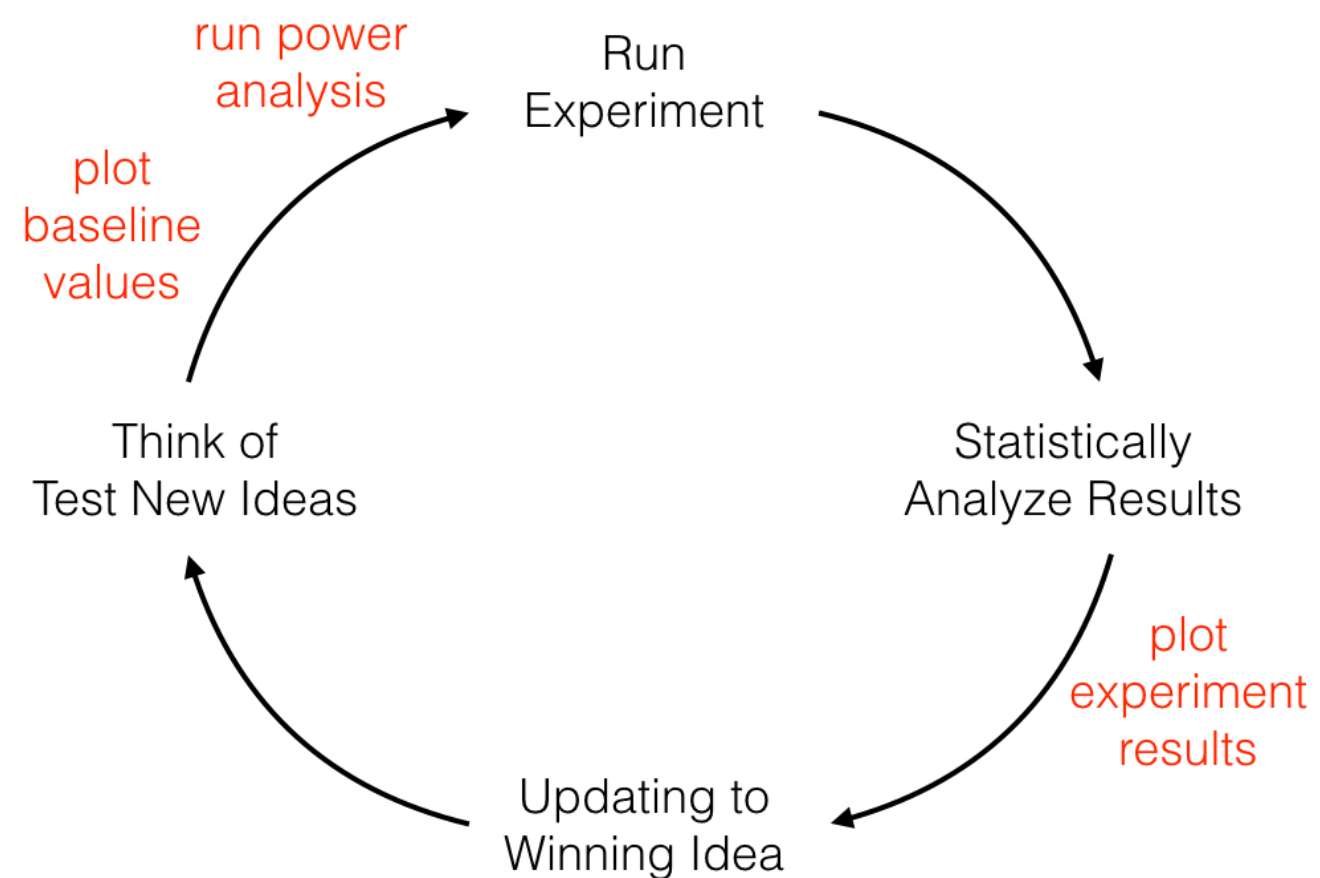 run power
analysis
Run
Experiment
plot
baseline
values
Think of
Test New Ideas
Statistically
Analyze Results
plot
experiment
results
Updating to
Winning Idea